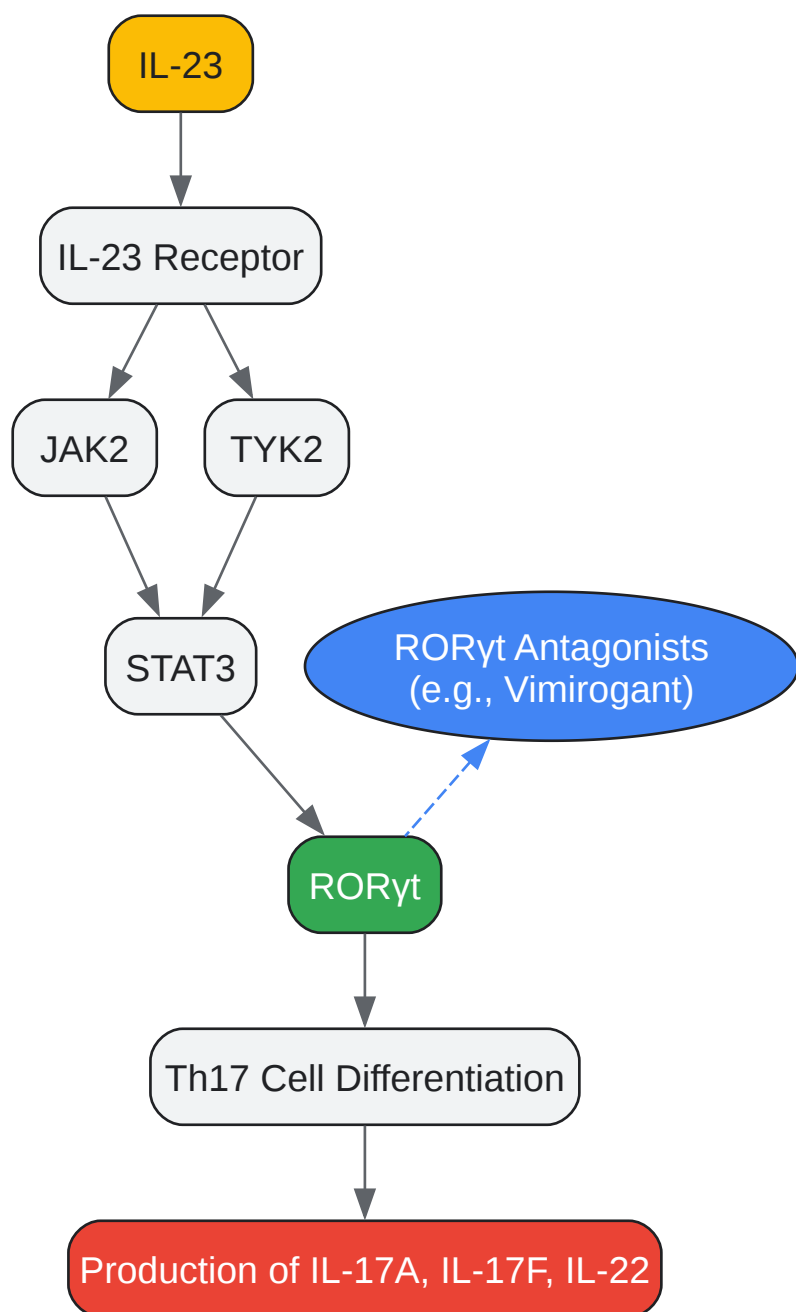 IL-23
IL-23 Receptor
JAK2
TYK2
STAT3
RORγt Antagonists
(e.g., Vimirogant)
RORγt
Th17 Cell Differentiation
Production of IL-17A, IL-17F, IL-22